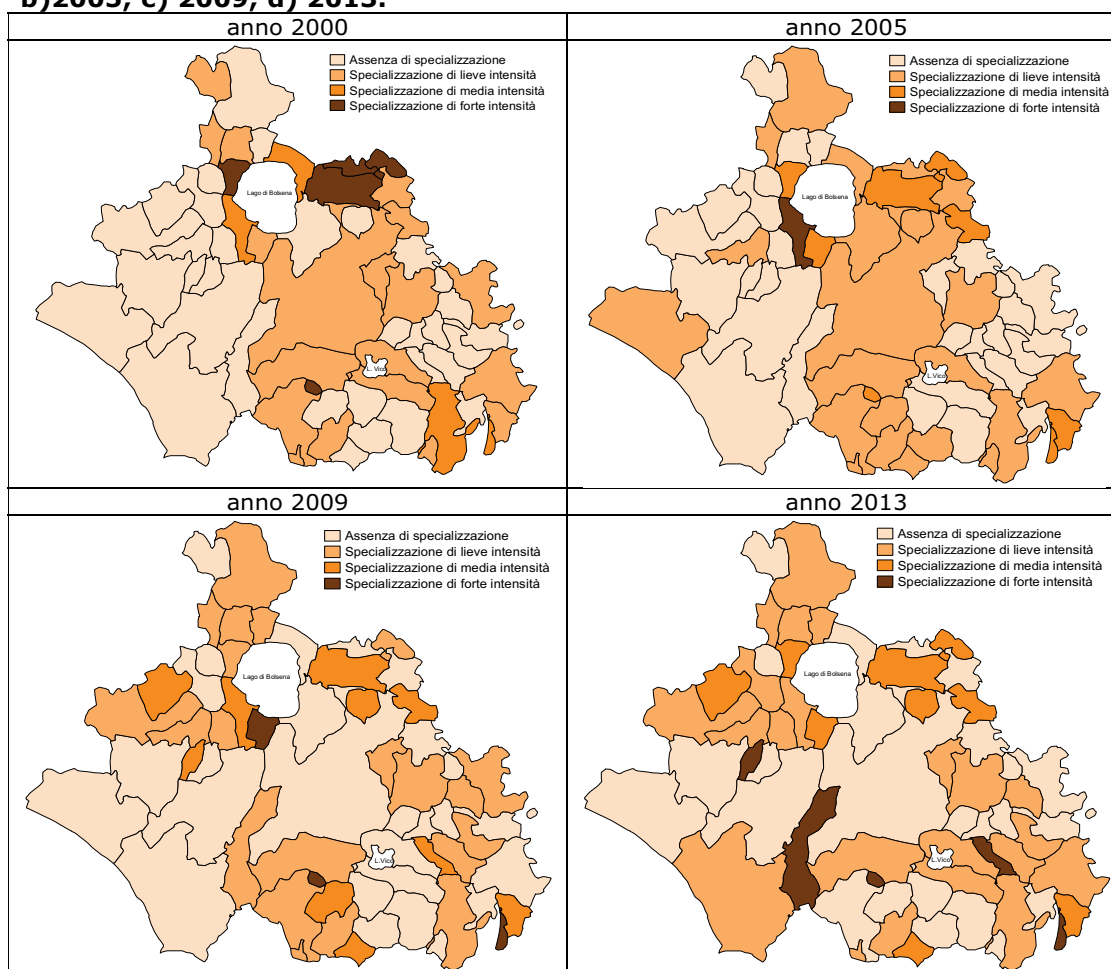 b)2005; c) 2009; d) 2013.
anno 2000
anno 2005
Assenza di specializzazione
Specializzazione di lieve intensità
Specializzazione di media intensità
Specializzazione di forte intensità
Lago di Bolsena
L. Vico
Assenza di specializzazione
Specializzazione di lieve intensità
Specializzazione di media intensità
Specializzazione di forte intensità
Lago di Bolsena
L.Vico
anno 2009
anno 2013
Assenza di specializzazione
Specializzazione di lieve intensità
Specializzazione di media intensità
Specializzazione di forte intensità
Lago di Bolsena
L.Vico
Assenza di specializzazione
Specializzazione di lieve intensità
Specializzazione di media intensità
Specializzazione di forte intensità
Lago di Bolsena
L.Vico